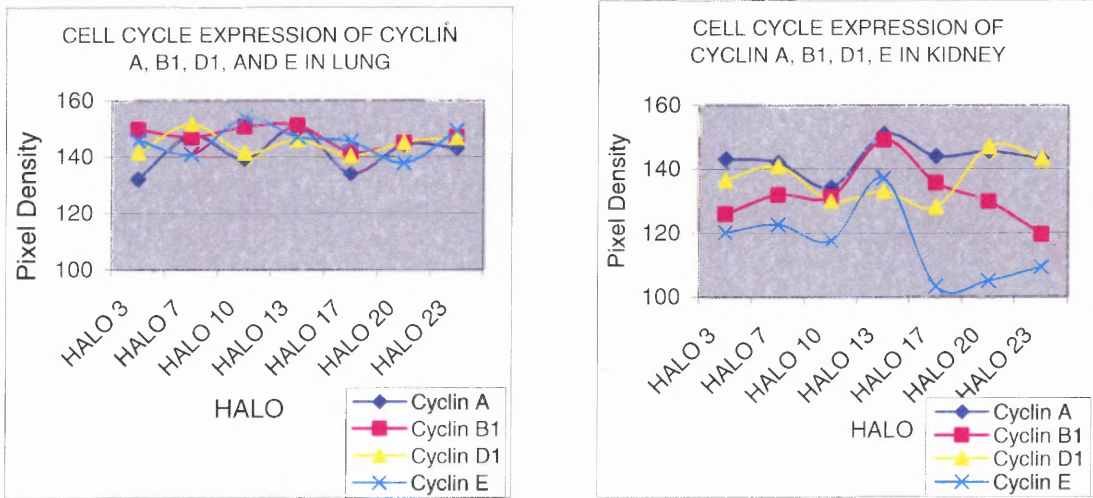 CELL CYCLE EXPRESSION OF CYCLIN
A, B1, D1, AND E IN LUNG
Pixel Density
160
140
120
100
HALO 3
HALO 7
HALO 10
HALO 13
HALO 17
HALO 20
HALO 23
HALO
Cyclin A
Cyclin B1
Cyclin D1
Cyclin E
CELL CYCLE EXPRESSION OF
CYCLIN A, B1, D1, E IN KIDNEY
Pixel Density
160
140
120
100
HALO 3
HALO 7
HALO 10
HALO 13
HALO 17
HALO 20
HALO 23
HALO
Cyclin A
Cyclin B1
Cyclin D1
Cyclin E